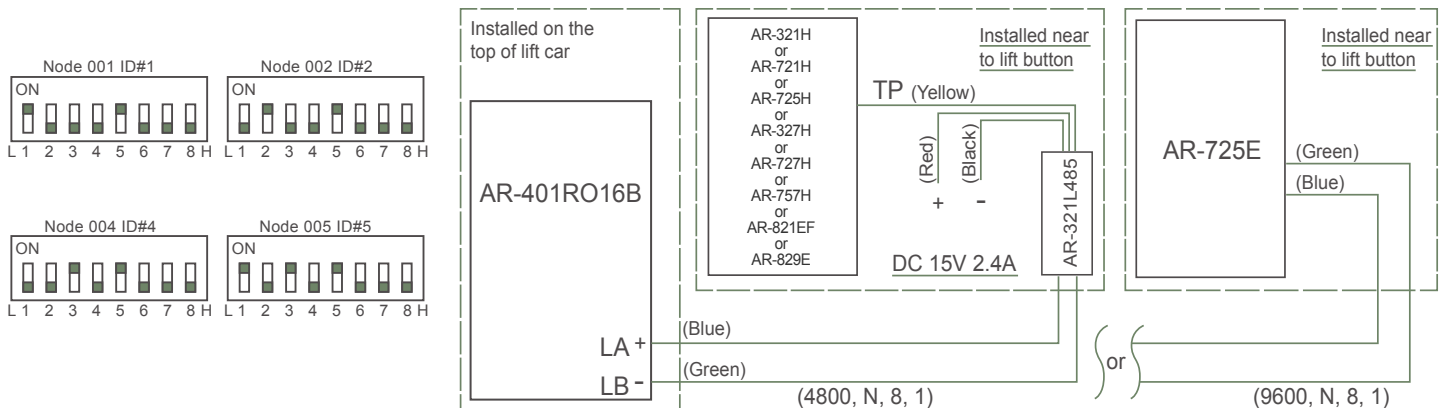 Node 001 ID#1
ON
L 1 2 3 4 5 6 7 8 H
Node 002 ID#2
ON
L 1 2 3 4 5 6 7 8 H
Node 004 ID#4
ON
L 1 2 3 4 5 6 7 8 H
Node 005 ID#5
ON
L 1 2 3 4 5 6 7 8 H
Installed on the
top of lift car
AR-401RO16B
LA +
LB -
(Blue)
(Green)
AR-321H
or
AR-721H
or
AR-725H
or
AR-327H
or
AR-727H
or
AR-757H
or
AR-821EF
or
AR-829E
Installed near
to lift button
TP (Yellow)
(Red)
(Black)
+ -
DC 15V 2.4A
AR-321L485
(4800, N, 8, 1)
or
Installed near
to lift button
AR-725E
(Green)
(Blue)
(9600, N, 8, 1)